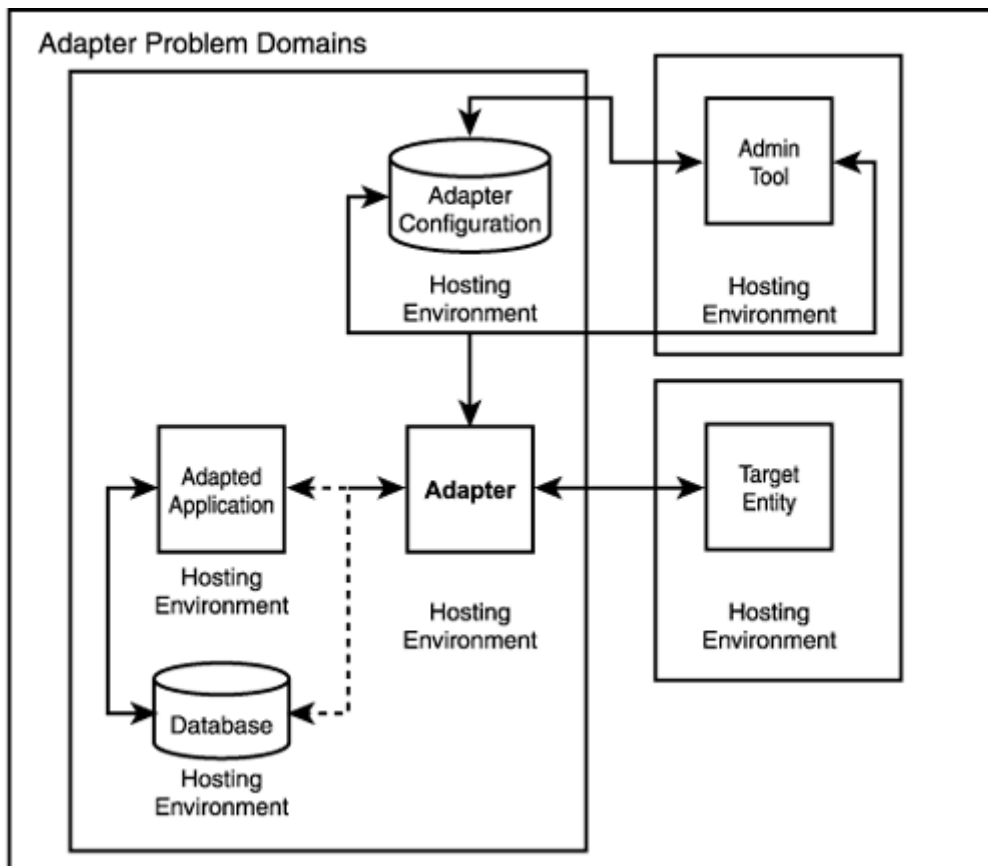 Adapter Problem Domains
Adapter
Configuration
Hosting
Environment
Admin
Tool
Hosting
Environment
Adapted
Application
Hosting
Environment
Adapter
Hosting
Environment
Target
Entity
Hosting
Environment
Database
Hosting
Environment